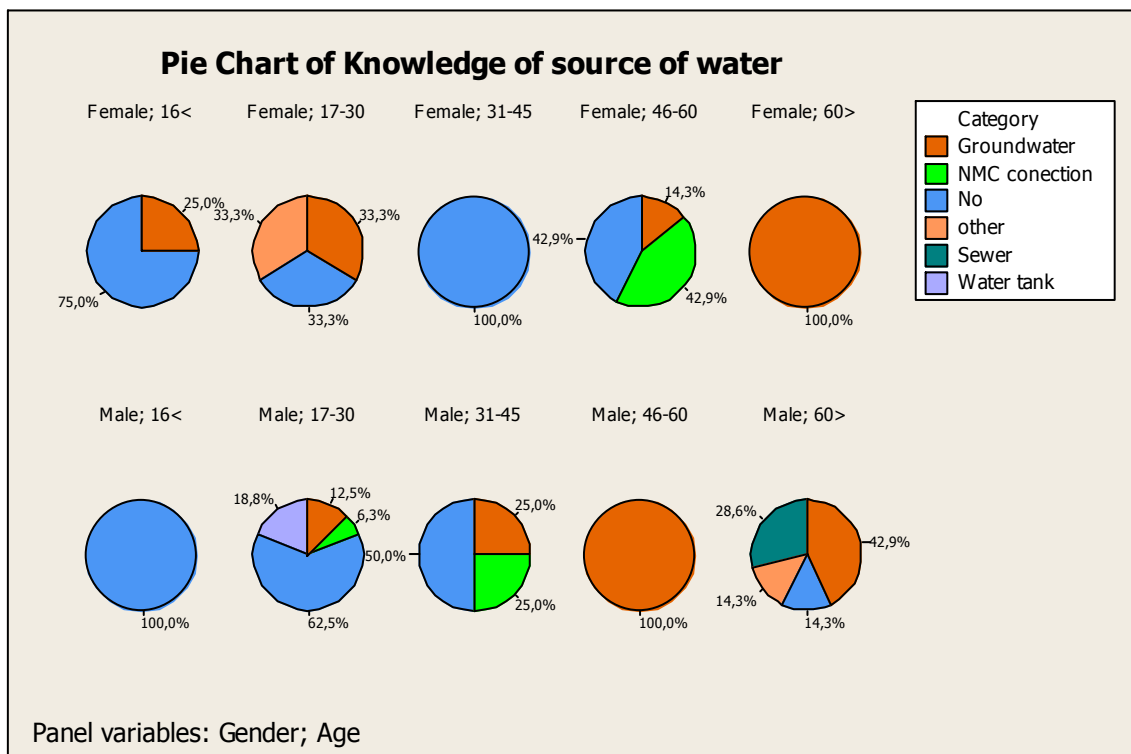 Pie Chart of Knowledge of source of water
Female; 16<
Female; 17-30
Female; 31-45
Female; 46-60
Female; 60>
Category
Groundwater
NMC conection
No
other
Sewer
Water tank
25,0%
75,0%
33,3%
33,3%
33,3%
100,0%
14,3%
42,9%
42,9%
100,0%
Male; 16<
Male; 17-30
Male; 31-45
Male; 46-60
Male; 60>
100,0%
18,8%
12,5%
6,3%
62,5%
50,0%
25,0%
25,0%
100,0%
28,6%
42,9%
14,3%
14,3%
Panel variables: Gender; Age